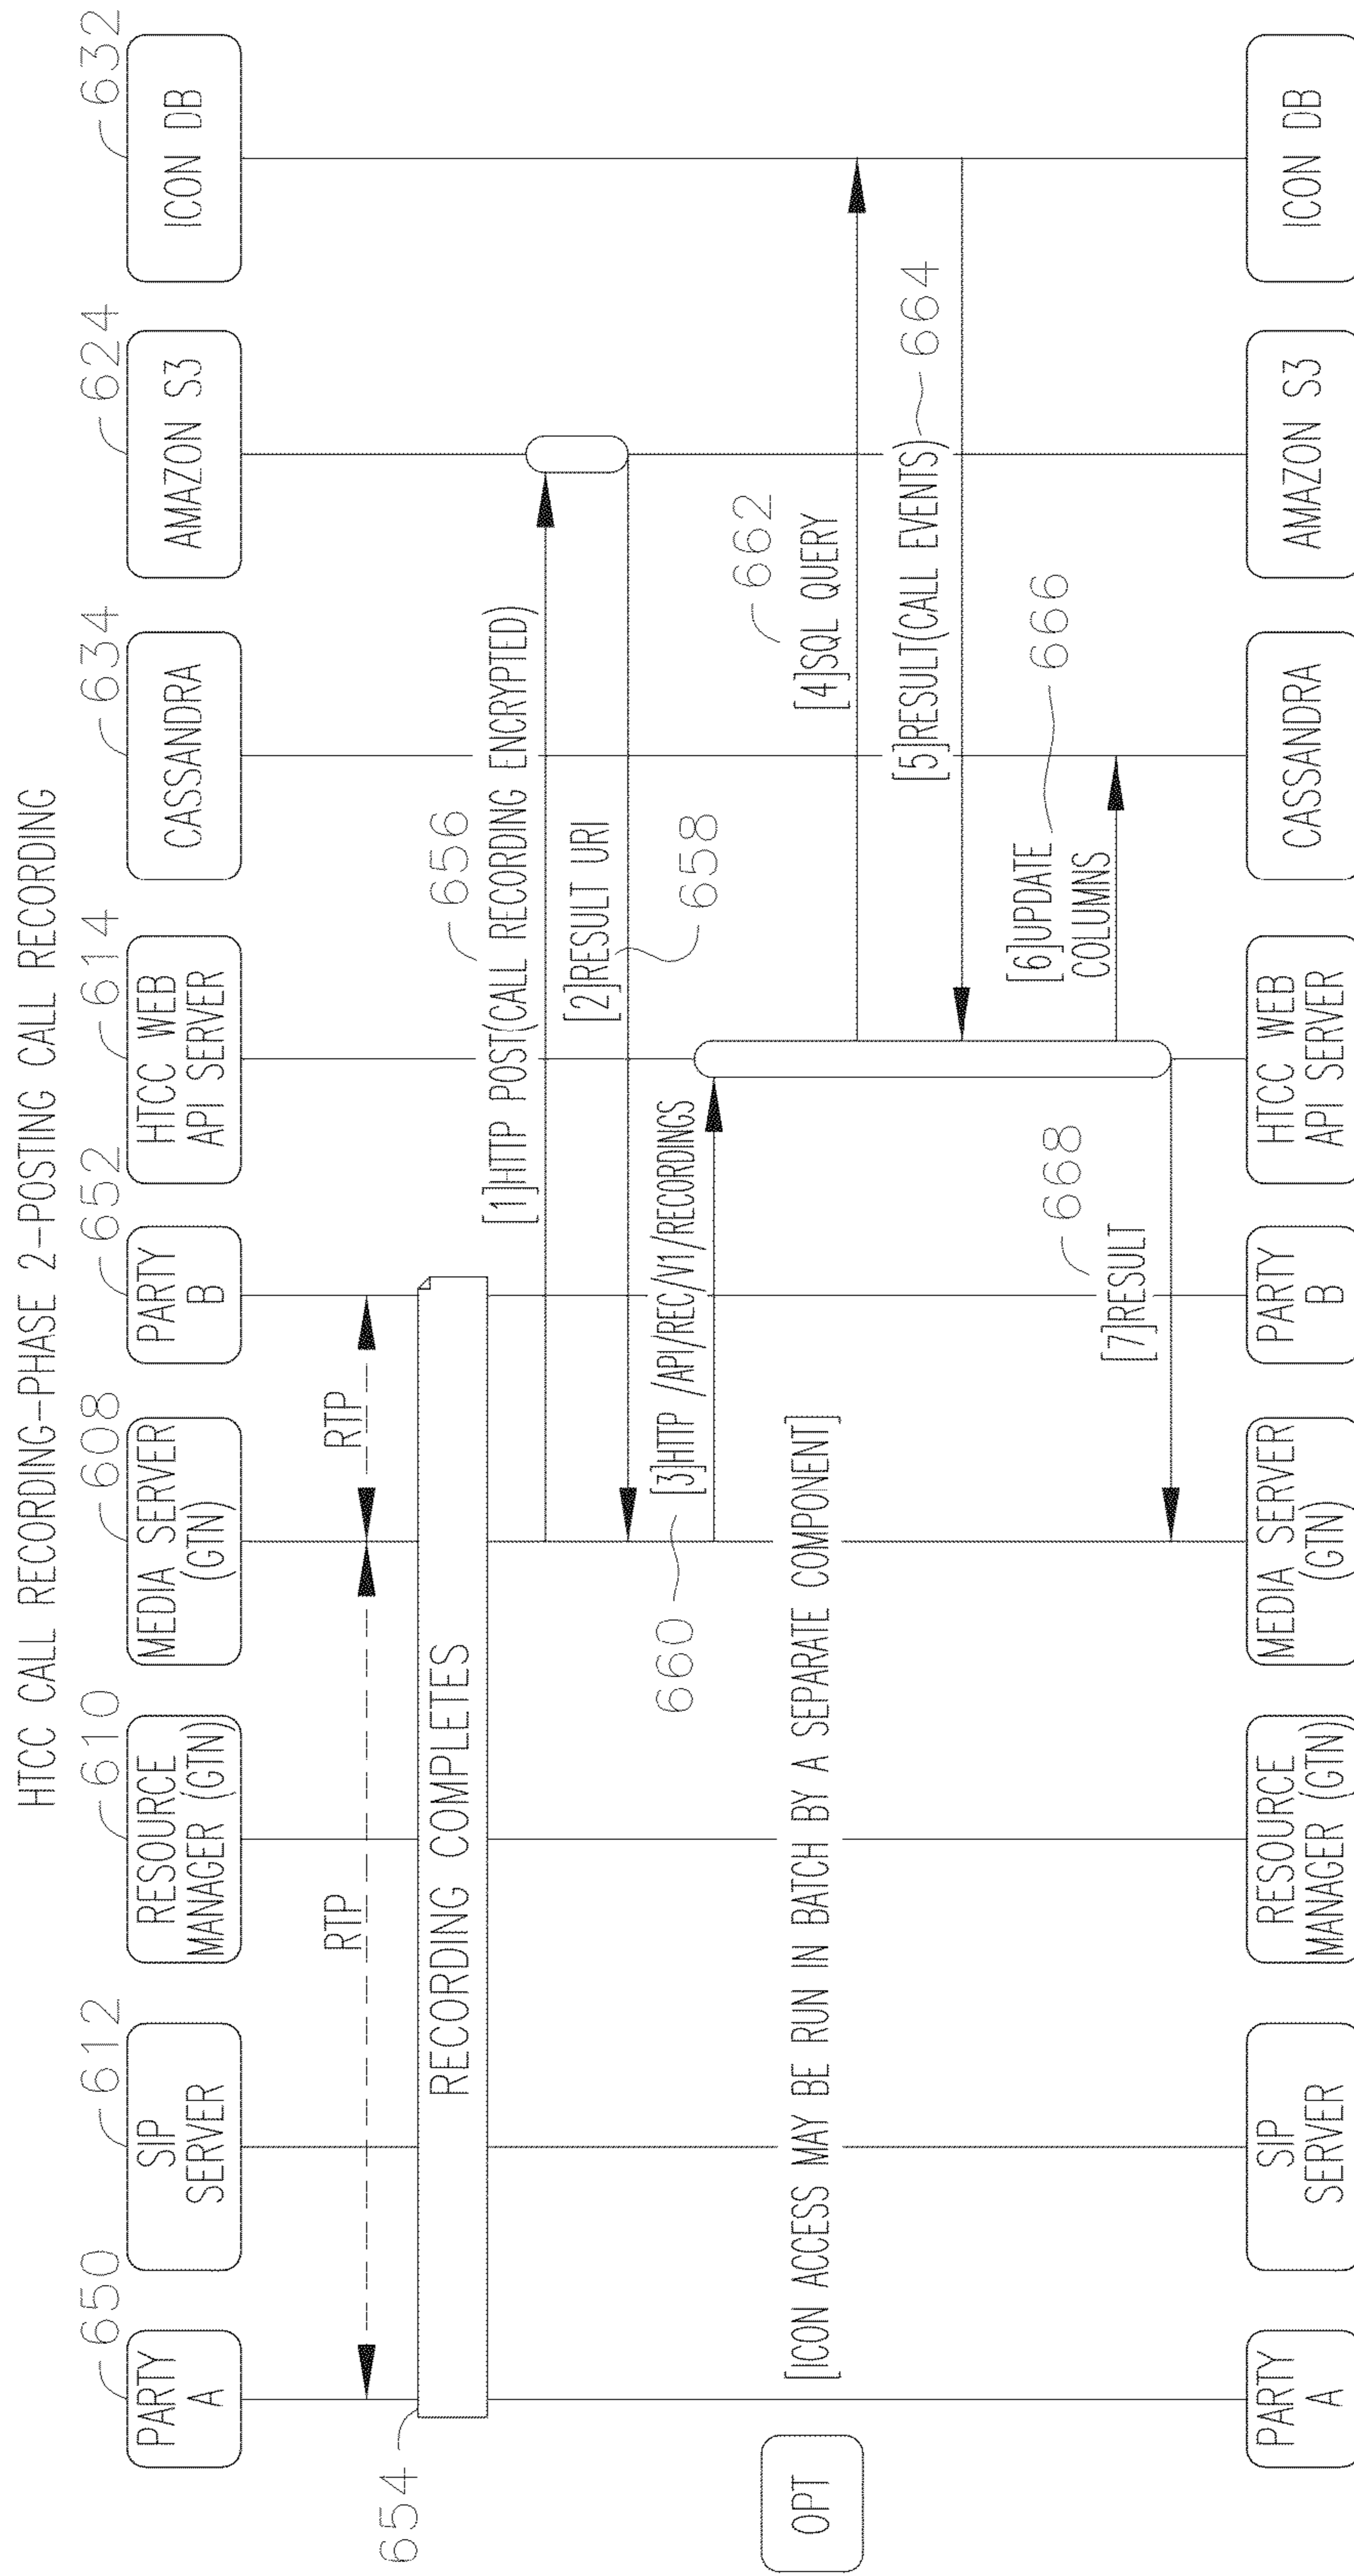 HTCC CALL RECORDING-PHASE 2-POSTING CALL RECORDING
650
612
610
608
652
614
634
624
632
PARTY
A
SIP
SERVER
RESOURCE
MANAGER (GTN)
MEDIA SERVER
(GTN)
PARTY
B
HTCC WEB
API SERVER
CASSANDRA
AMAZON S3
ICON DB
RTP
RTP
654
RECORDING COMPLETES
656
[1]HTTP POST(CALL RECORDING ENCRYPTED)
[2]RESULT URI
658
660
[3]HTTP /API/REC/V1/RECORDINGS
OPT
[ICON ACCESS MAY BE RUN IN BATCH BY A SEPARATE COMPONENT]
662
[4]SQL QUERY
[5]RESULT(CALL EVENTS)
664
666
[6]UPDATE
COLUMNS
668
[7]RESULT
PARTY
A
SIP
SERVER
RESOURCE
MANAGER (GTN)
MEDIA SERVER
(GTN)
PARTY
B
HTCC WEB
API SERVER
CASSANDRA
AMAZON S3
ICON DB